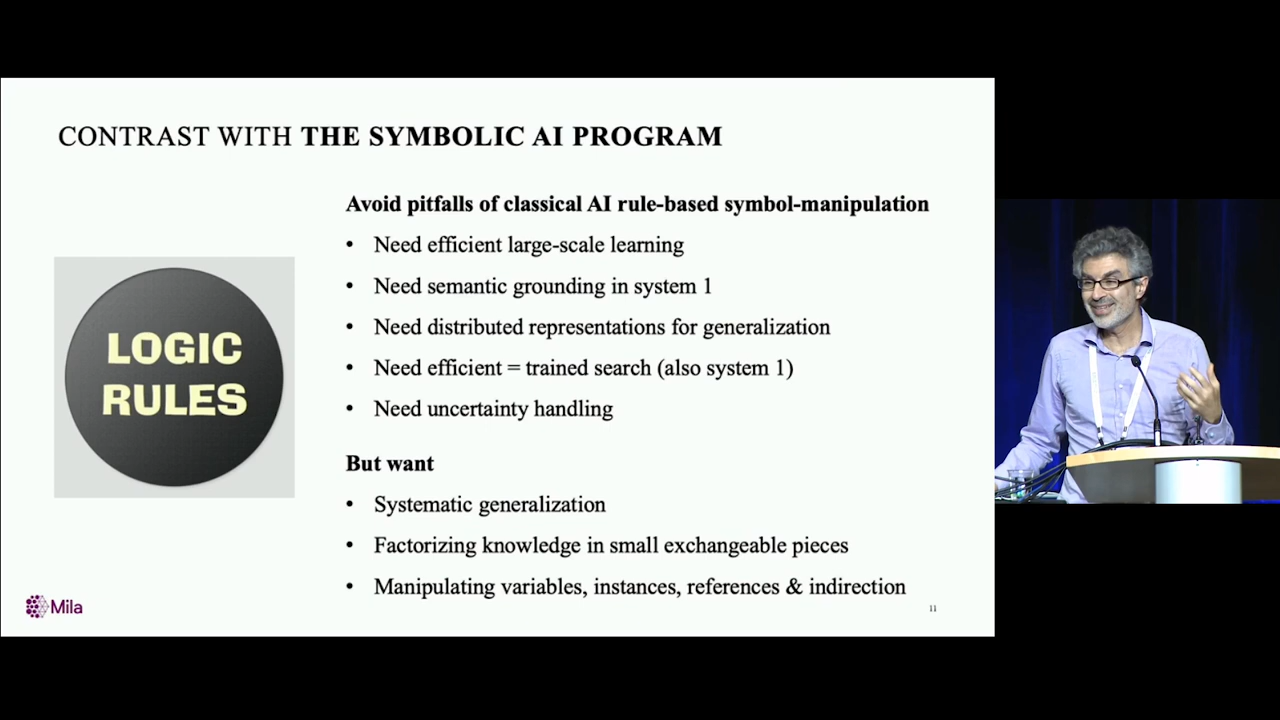 CONTRAST WITH THE SYMBOLIC AI PROGRAM
LOGIC
RULES
Avoid pitfalls of classical AI rule-based symbol-manipulation
• Need efficient large-scale learning
• Need semantic grounding in system 1
• Need distributed representations for generalization
• Need efficient = trained search (also system 1)
• Need uncertainty handling
But want
• Systematic generalization
• Factorizing knowledge in small exchangeable pieces
• Manipulating variables, instances, references & indirection
Mila
11